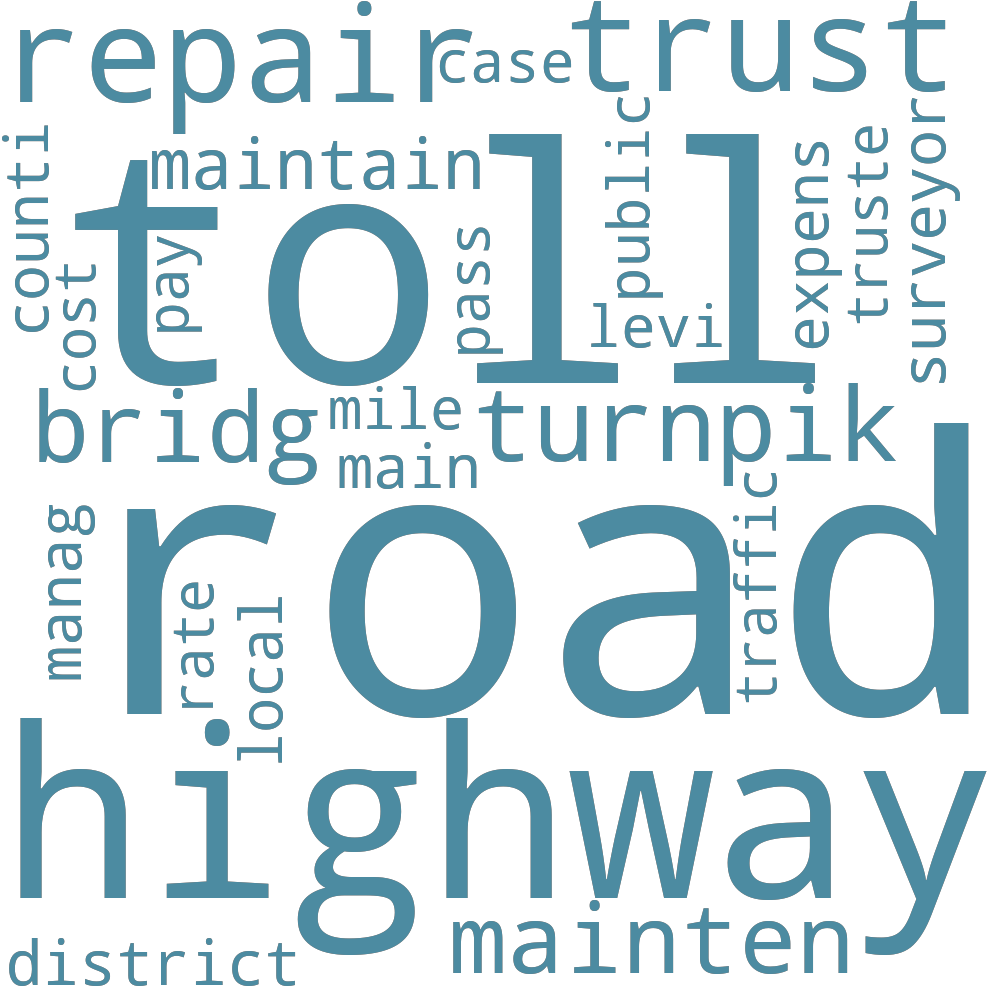 repair
case
trust
counti
maintain
public
expens
truste
surveyor
toll
cost
pay
pass
levi
bridg
mile
turnpik
main
road
manag
rate
local
traffic
highway
mainten
district